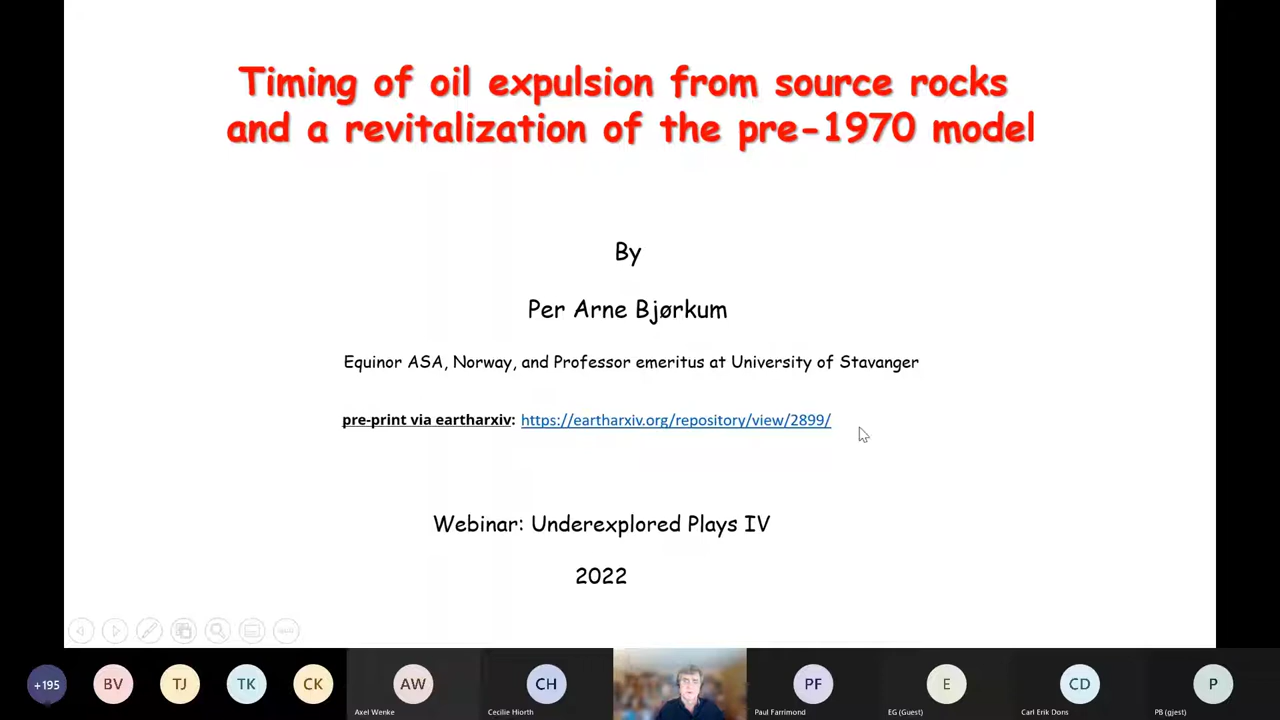 Timing of oil expulsion from source rocks
and a revitalization of the pre-1970 model
By
Per Arne Bjørkum
Equinor ASA, Norway, and Professor emeritus at University of Stavanger
pre-print via eartharxiv: https://eartharxiv.org/repository/view/2899/
Webinar: Underexplored Plays IV
2022
+195
BV
TJ
TK
CK
AW
Axel Wenke
CH
Cecilie Hiorth
PF
Paul Farrimond
E
EG (Guest)
CD
Carl Erik Dons
P
PB (gjest)